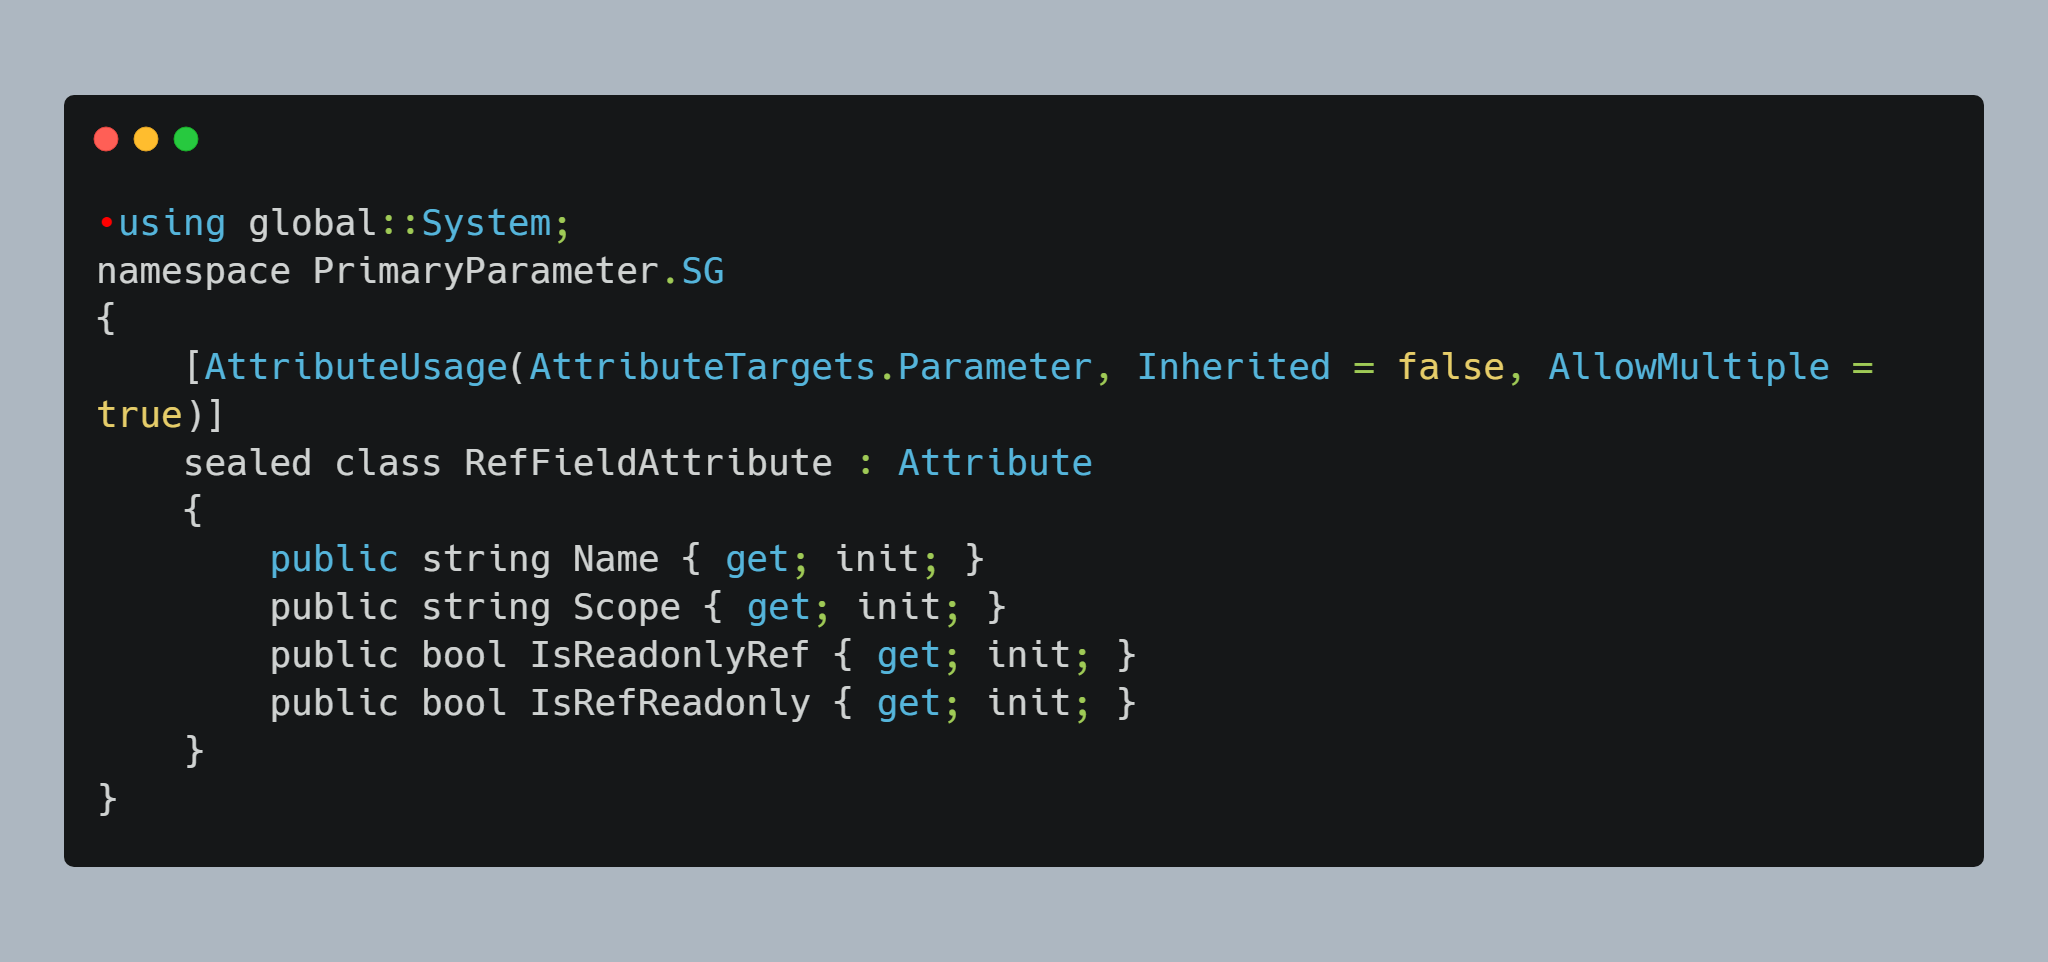 •using global::System;
namespace PrimaryParameter.SG
{
    [AttributeUsage(AttributeTargets.Parameter, Inherited = false, AllowMultiple =
true)]
    sealed class RefFieldAttribute : Attribute
    {
        public string Name { get; init; }
        public string Scope { get; init; }
        public bool IsReadonlyRef { get; init; }
        public bool IsRefReadonly { get; init; }
    }
}